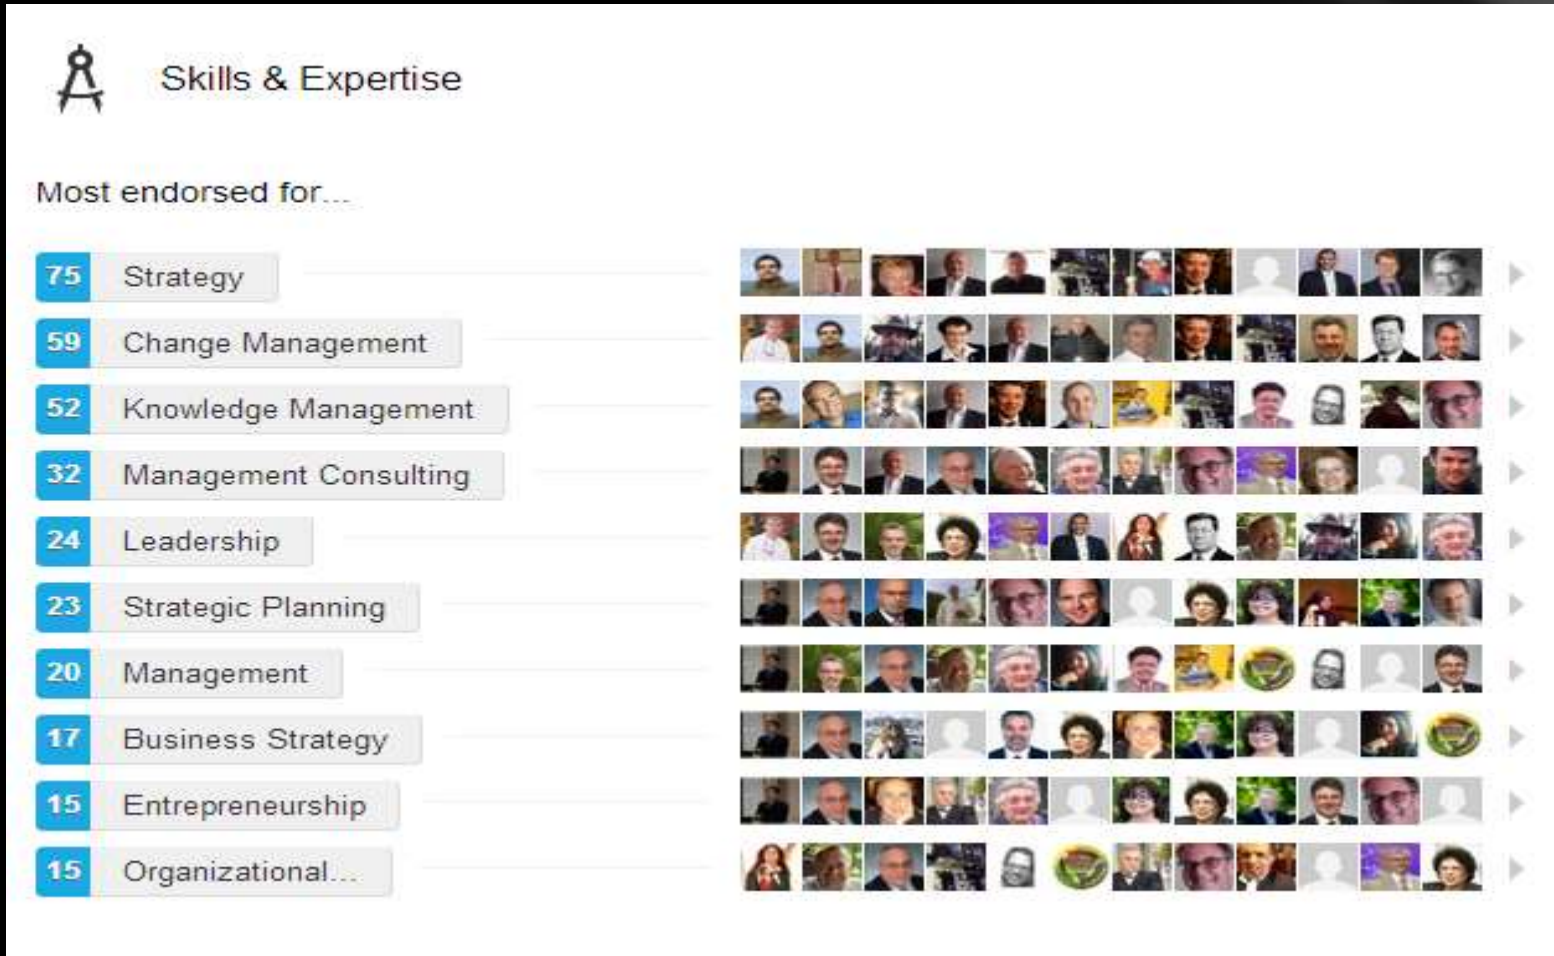 Skills & Expertise
Most endorsed for...
75 Strategy
59 Change Management
52 Knowledge Management
32 Management Consulting
24 Leadership
23 Strategic Planning
20 Management
17 Business Strategy
15 Entrepreneurship
15 Organizational...